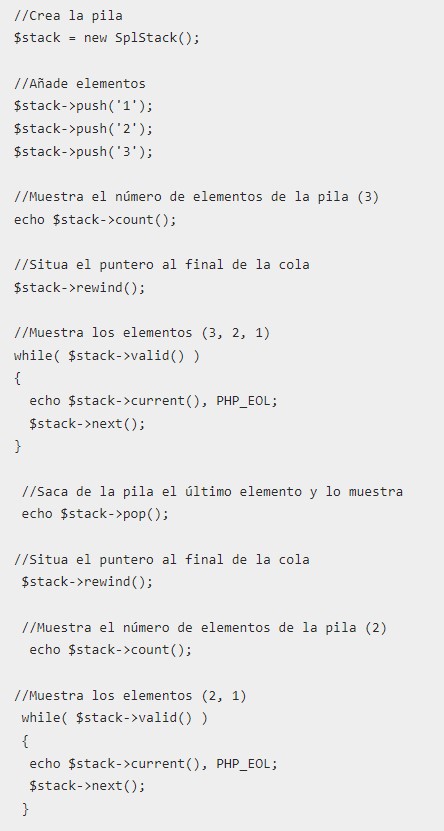 //Crea la pila
$stack = new SplStack();
//Añade elementos
$stack->push('1');
$stack->push('2');
$stack->push('3');
//Muestra el número de elementos de la pila (3)
echo $stack->count();
//Situa el puntero al final de la cola
$stack->rewind();
//Muestra los elementos (3, 2, 1)
while( $stack->valid() )
{
echo $stack->current(), PHP_EOL;
$stack->next();
}
//Saca de la pila el último elemento y lo muestra
echo $stack->pop();
//Situa el puntero al final de la cola
$stack->rewind();
//Muestra el número de elementos de la pila (2)
echo $stack->count();
//Muestra los elementos (2, 1)
while( $stack->valid() )
{
echo $stack->current(), PHP_EOL;
$stack->next();
}